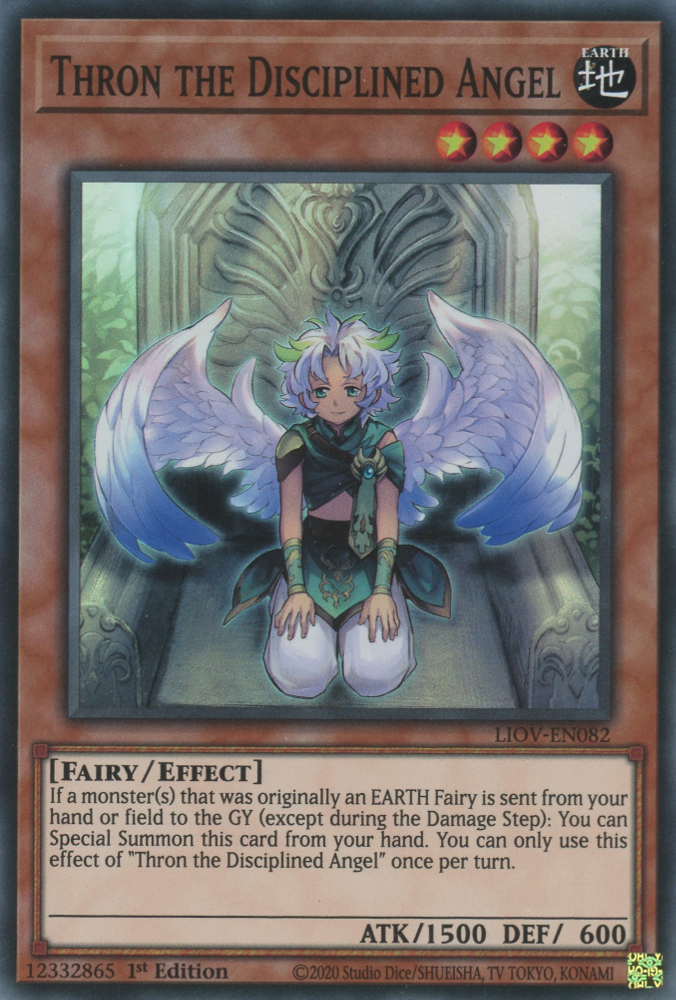 THRON THE DISCIPLINED ANGEL
EARTH
地
LIOV-EN082
[FAIRY/EFFECT]
If a monster(s) that was originally an EARTH Fairy is sent from your
hand or field to the GY (except during the Damage Step): You can
Special Summon this card from your hand. You can only use this
effect of "Thron the Disciplined Angel" once per turn.
ATK/1500 DEF/ 600
12332865 1st Edition ©2020 Studio Dice/SHUEISHA, TV TOKYO, KONAMI